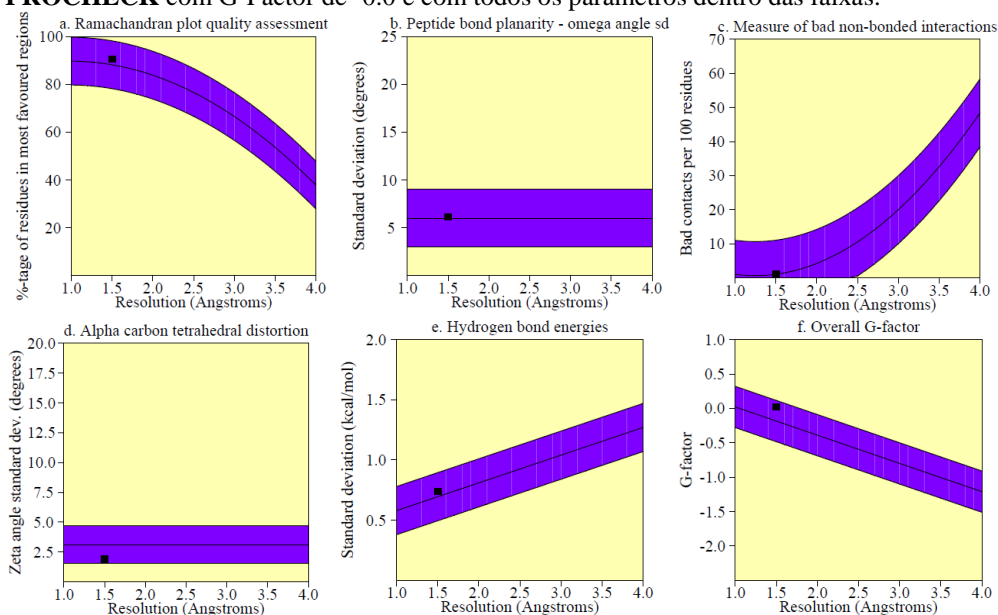 PROCHECK com G-Factor de -0.0 e com todos os parâmetros dentro das faixas.
a. Ramachandran plot quality assessment
%-tage of residues in most favoured regions
100
80
60
40
20
1.0 1.5 2.0 2.5 3.0 3.5 4.0
Resolution (Angstroms)
b. Peptide bond planarity - omega angle sd
Standard deviation (degrees)
25
20
15
10
5
1.0 1.5 2.0 2.5 3.0 3.5 4.0
Resolution (Angstroms)
c. Measure of bad non-bonded interactions
Bad contacts per 100 residues
70
60
50
40
30
20
10
1.0 1.5 2.0 2.5 3.0 3.5 4.0
Resolution (Angstroms)
d. Alpha carbon tetrahedral distortion
Zeta angle standard dev. (degrees)
20.0
17.5
15.0
12.5
10.0
7.5
5.0
2.5
1.0 1.5 2.0 2.5 3.0 3.5 4.0
Resolution (Angstroms)
e. Hydrogen bond energies
Standard deviation (kcal/mol)
2.0
1.5
1.0
0.5
1.0 1.5 2.0 2.5 3.0 3.5 4.0
Resolution (Angstroms)
f. Overall G-factor
G-factor
1.0
0.5
0.0
-0.5
-1.0
-1.5
-2.0
1.0 1.5 2.0 2.5 3.0 3.5 4.0
Resolution (Angstroms)